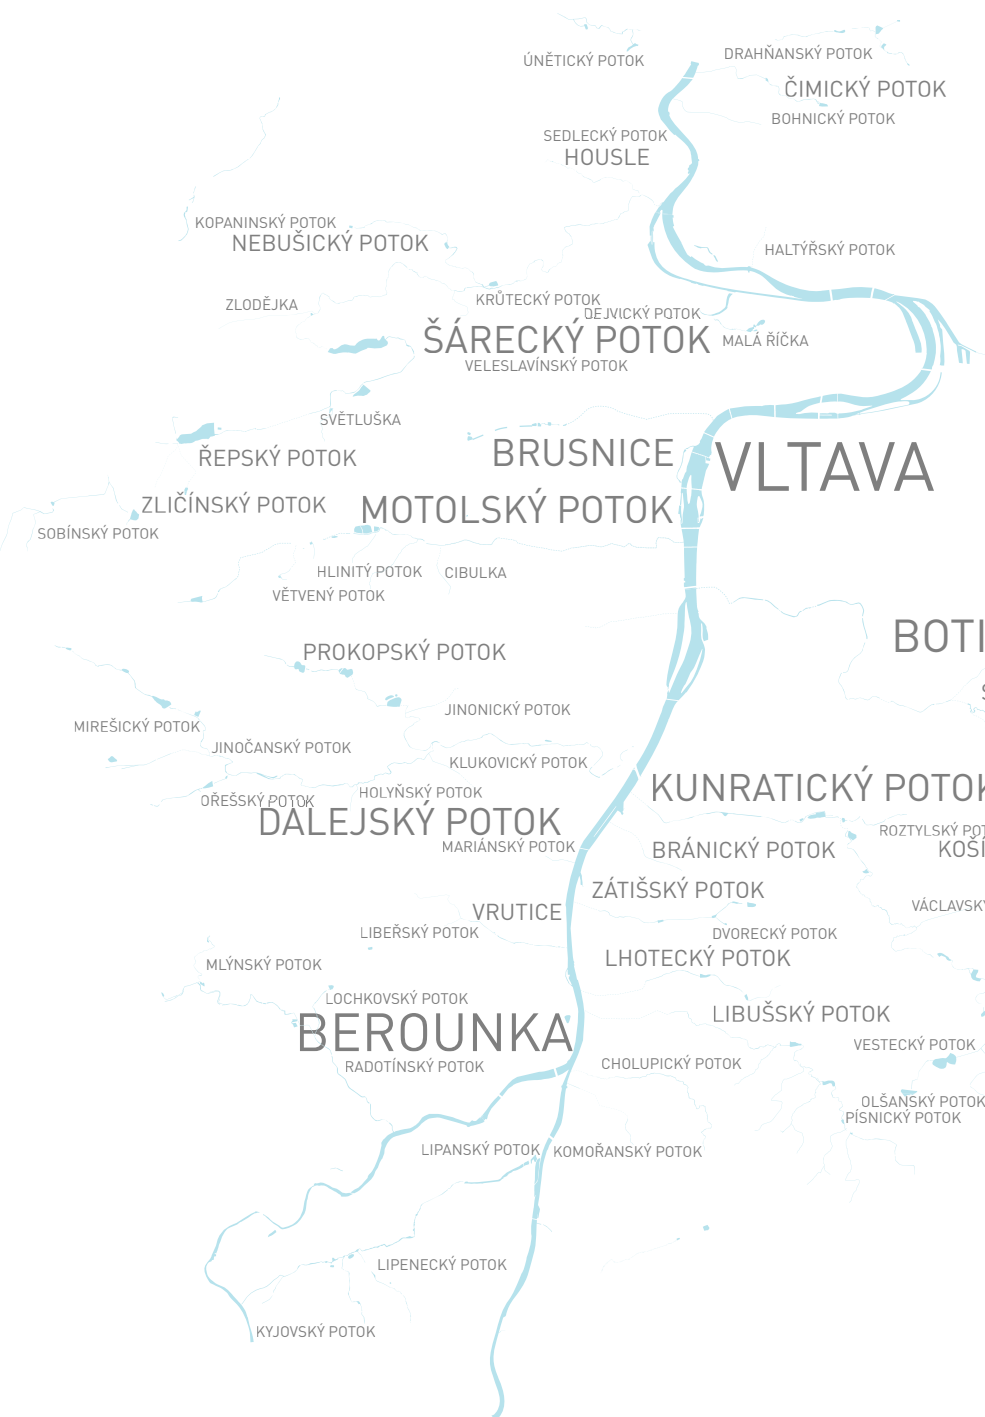 DRAHŇANSKÝ POTOK
ÚNĚTICKÝ POTOK
ČIMICKÝ POTOK
BOHNICKÝ POTOK
SEDLECKÝ POTOK
HOUSLE
KOPANINSKÝ POTOK
NEBUŠICKÝ POTOK
HALTÝŘSKÝ POTOK
KRŮTECKÝ POTOK
ZLODĚJKA
DEJVICKÝ POTOK
ŠÁRECKÝ POTOK
MALÁ ŘÍČKA
VELESLAVÍNSKÝ POTOK
SVĚTLUŠKA
BRUSNICE
ŘEPSKÝ POTOK
VLTAVA
ZLIČÍNSKÝ POTOK
MOTOLSKÝ POTOK
SOBÍNSKÝ POTOK
HLINITÝ POTOK
CIBULKA
VĚTVENÝ POTOK
BOTI
PROKOPSKÝ POTOK
JINONICKÝ POTOK
MIREŠICKÝ POTOK
JINOČANSKÝ POTOK
KLUKOVICKÝ POTOK
KUNRATICKÝ POTOK
HOLYŇSKÝ POTOK
OŘEŠSKÝ POTOK
DALEJSKÝ POTOK
ROZTYLSKÝ POT
MARIÁNSKÝ POTOK
BRÁNICKÝ POTOK
KOŠÍ
ZÁTIŠSKÝ POTOK
VÁCLAVSKÝ
VRUTICE
LIBEŘSKÝ POTOK
DVORECKÝ POTOK
LHOTECKÝ POTOK
MLÝNSKÝ POTOK
LOCHKOVSKÝ POTOK
LIBUŠSKÝ POTOK
BEROUNKA
VESTECKÝ POTOK
RADOTÍNSKÝ POTOK
CHOLUPICKÝ POTOK
OLŠANSKÝ POTOK
PÍSNICKÝ POTOK
LIPANSKÝ POTOK
KOMOŘANSKÝ POTOK
LIPENECKÝ POTOK
KYJOVSKÝ POTOK